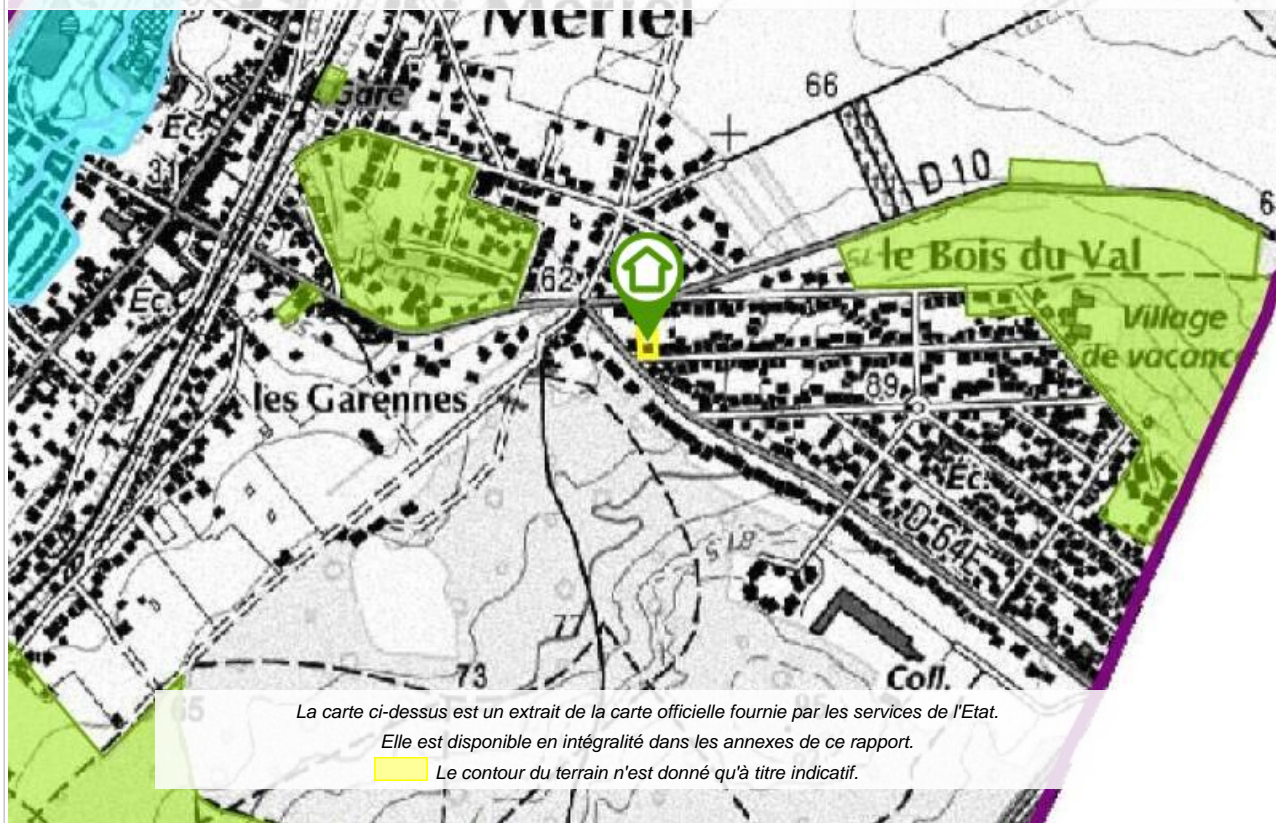 Mériel
Gare
66
Ec.
D 10
31
6
le Bois du Val
62
Ec.
Village
de vacanc
les Garennes
89
Ec.
D 64E
73
Coll.
65
La carte ci-dessus est un extrait de la carte officielle fournie par les services de l'Etat.
Elle est disponible en intégralité dans les annexes de ce rapport.
Le contour du terrain n'est donné qu'à titre indicatif.